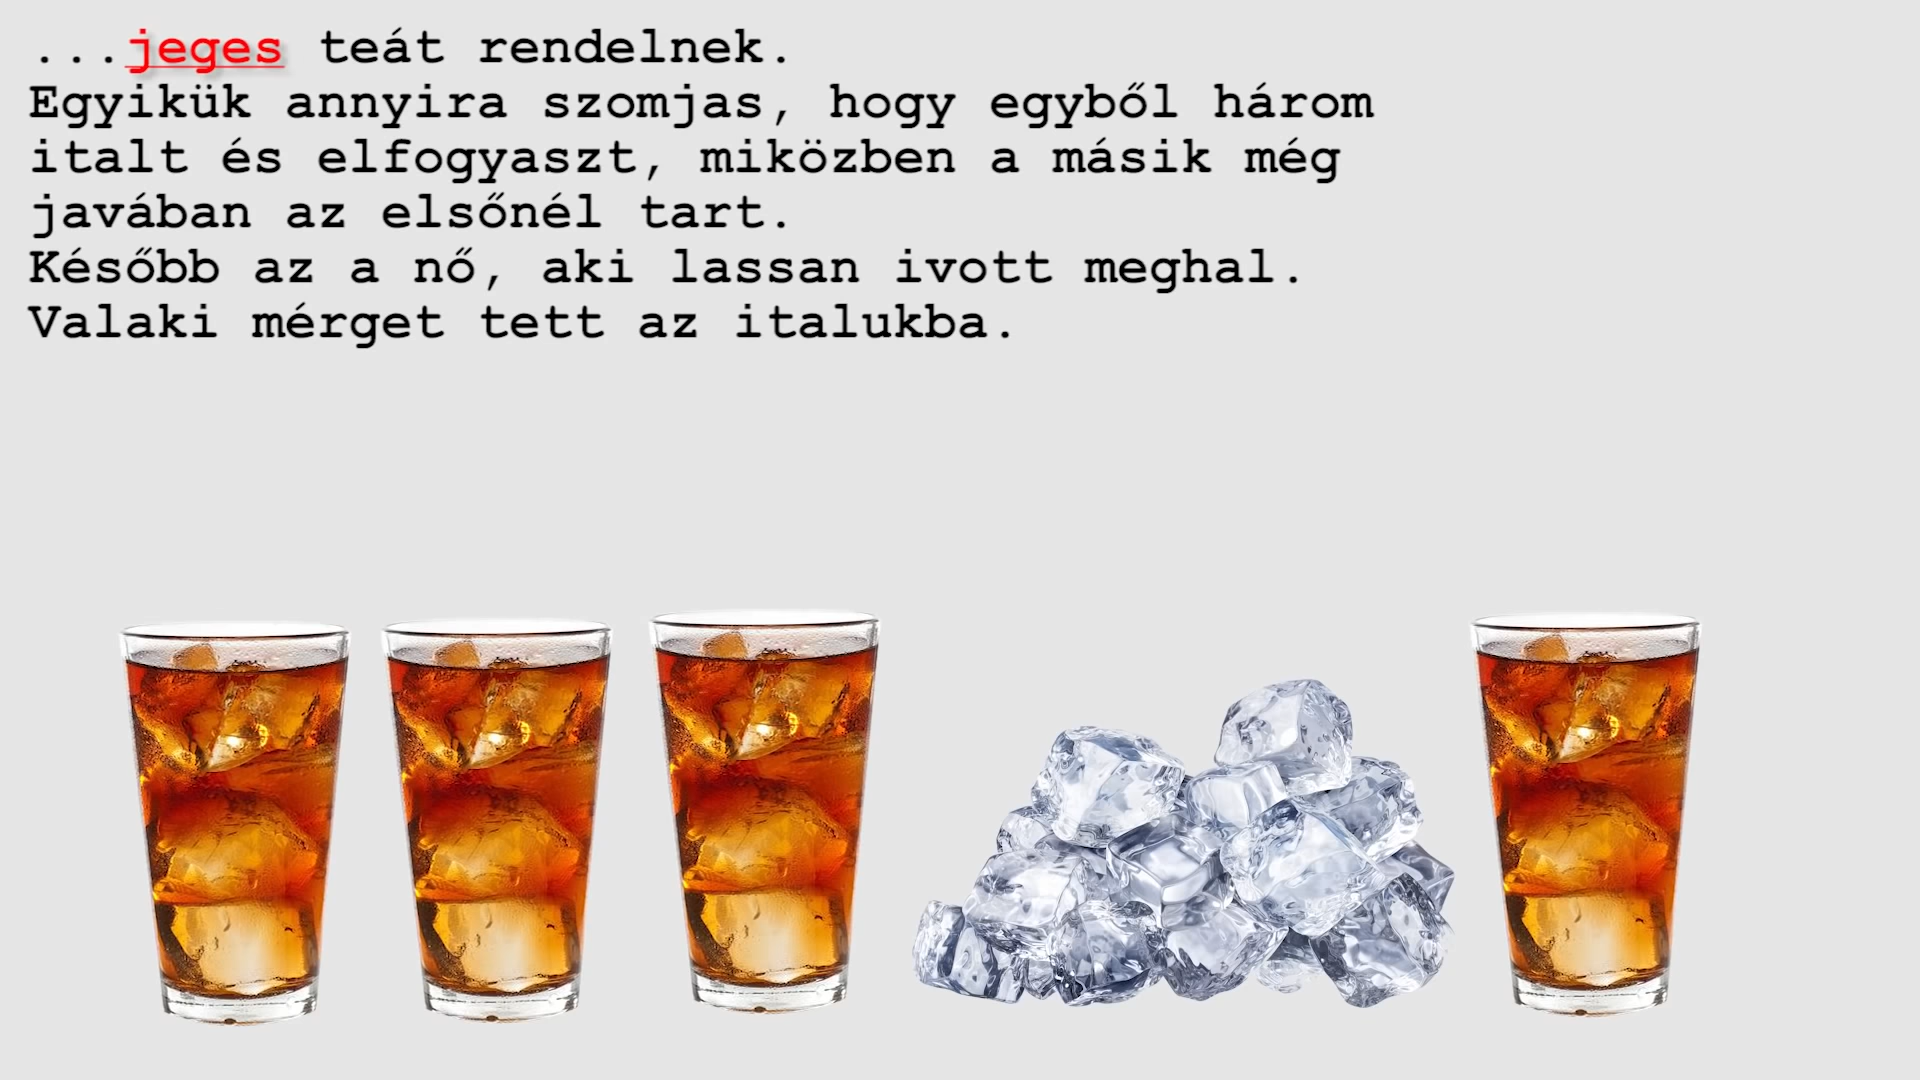 ...jeges teát rendelnek.
Egyikük annyira szomjas, hogy egyből három
italt és elfogyaszt, miközben a másik még
javában az elsőnél tart.
Később az a nő, aki lassan ivott meghal.
Valaki mérget tett az italukba.